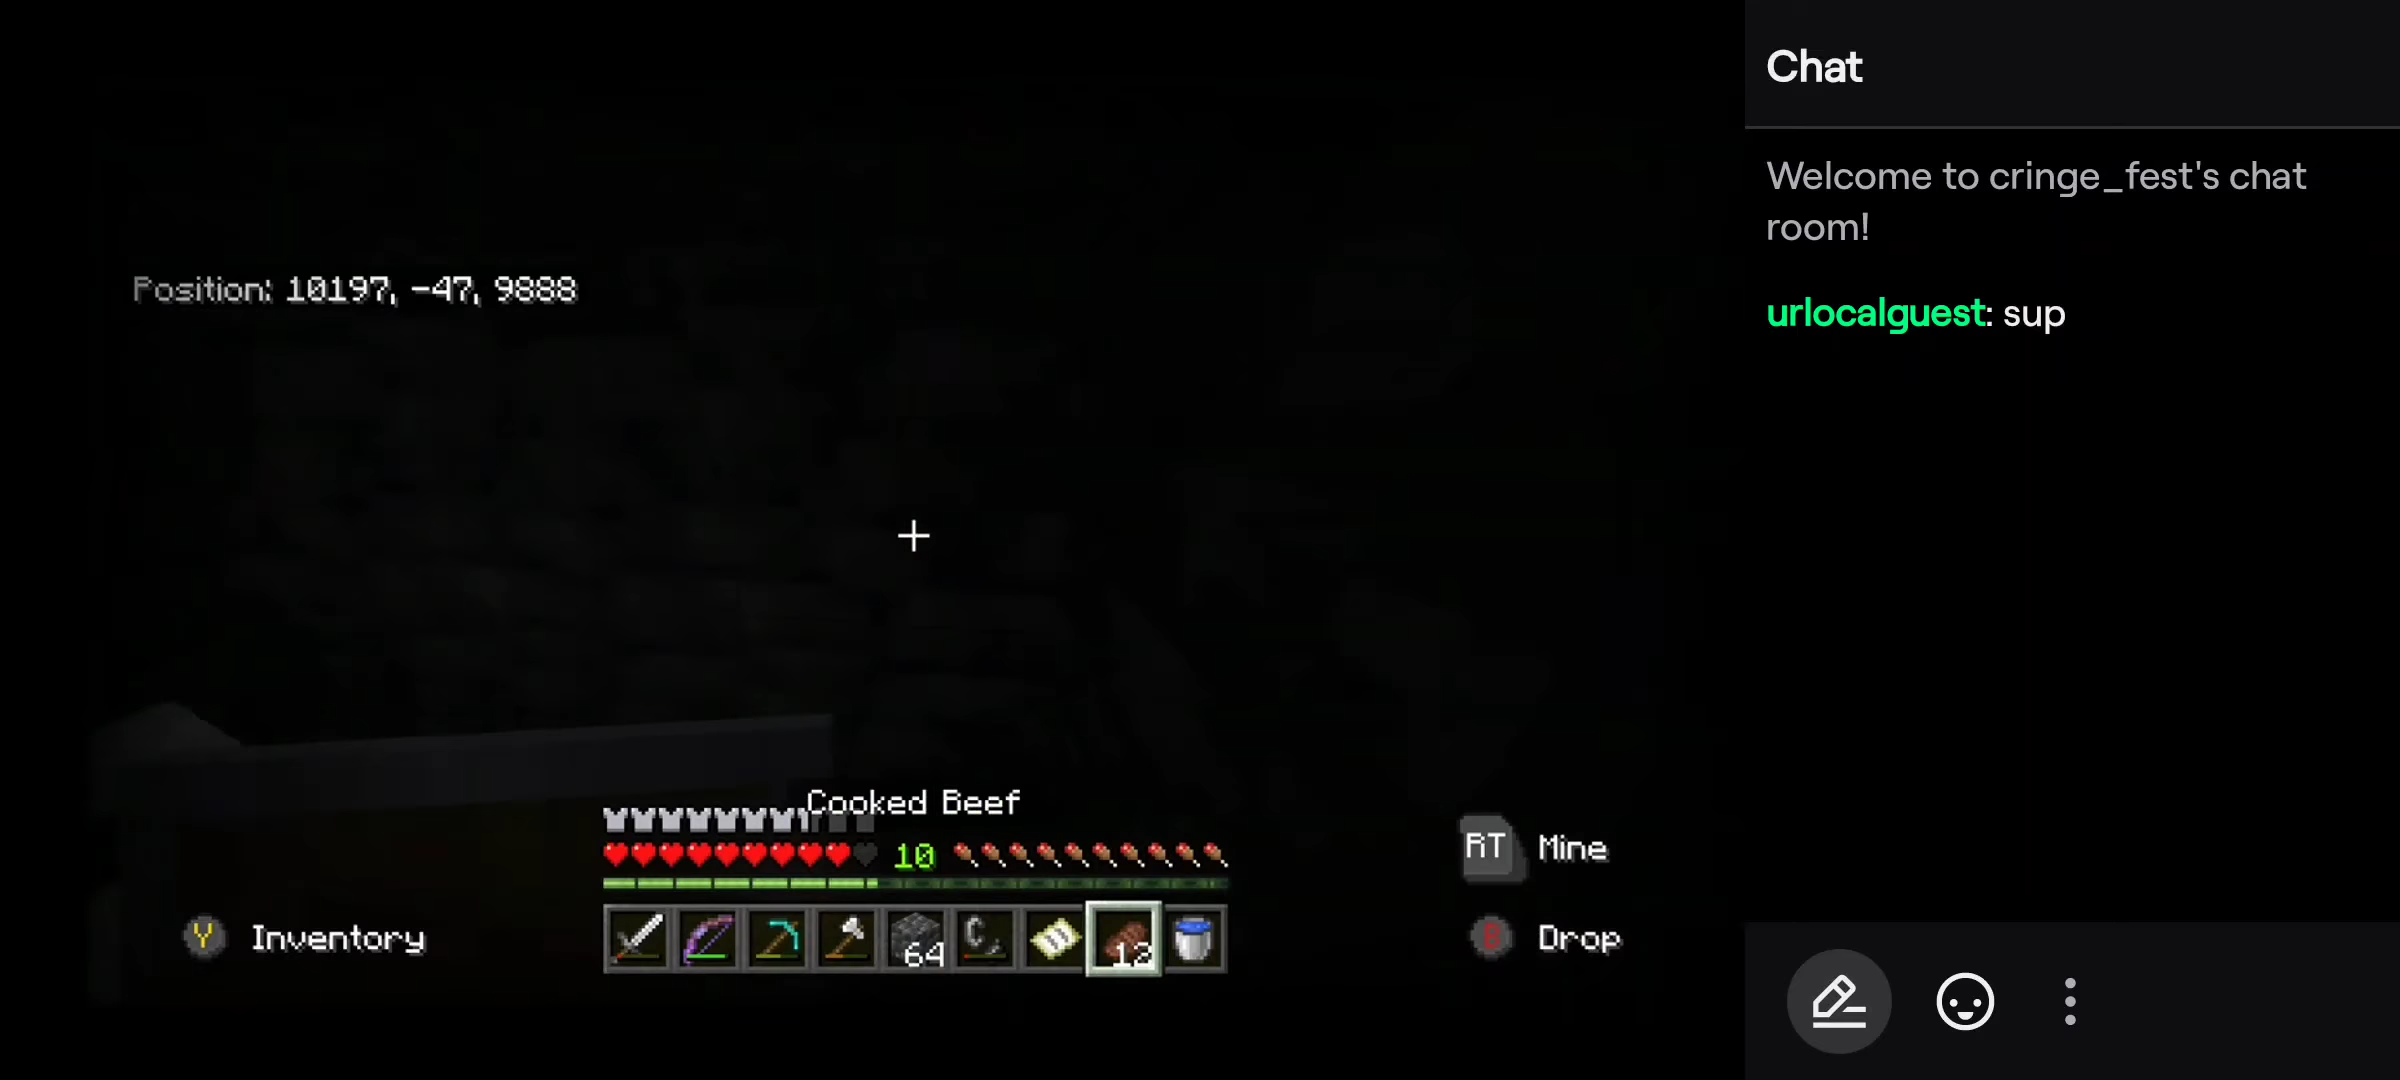 Chat
Welcome to cringe_fest's chat
room!
urlocalguest: sup
Position: 10197, -47, 9888
Cooked Beef
10
RT Mine
Y Inventory
64
12
B Drop